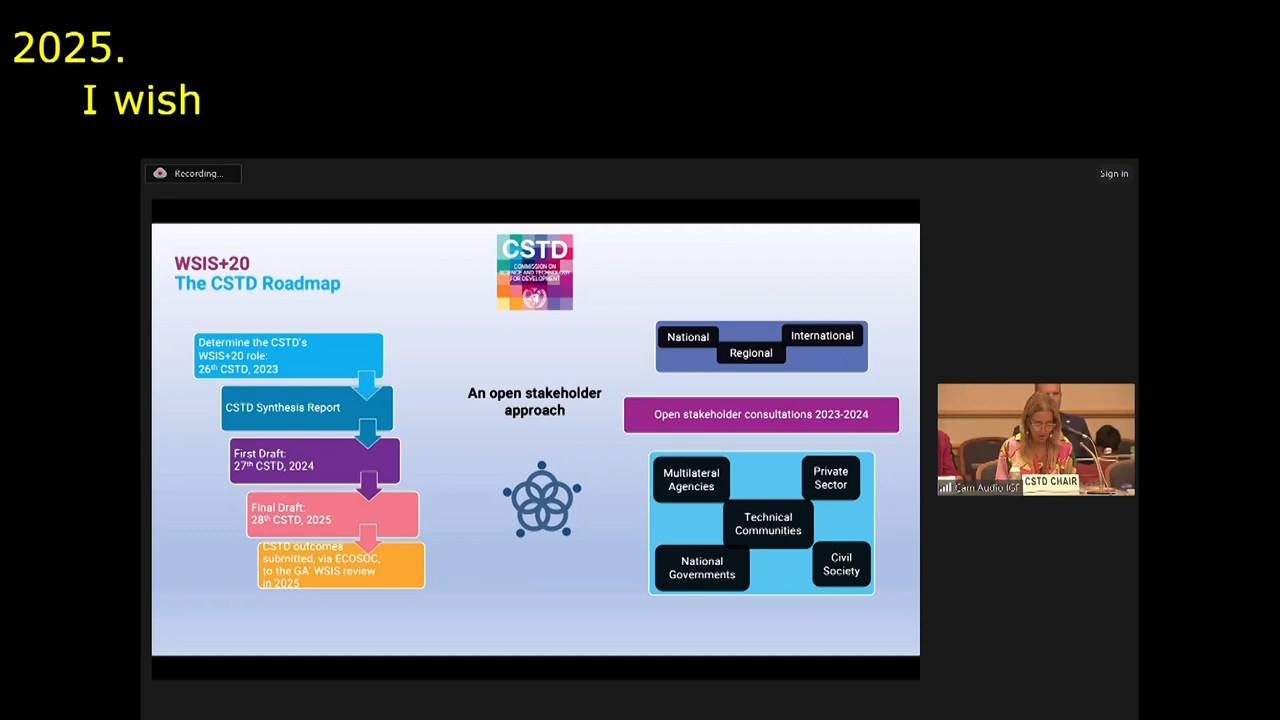 2025.
I wish
Recording...
Sign in
WSIS+20
The CSTD Roadmap
CSTD
COMMISSION ON
SCIENCE AND TECHNOLOGY
FOR DEVELOPMENT
Determine the CSTD's
WSIS+20 role:
26th CSTD, 2023
CSTD Synthesis Report
First Draft:
27th CSTD, 2024
Final Draft:
28th CSTD, 2025
CSTD outcomes
submitted, via ECOSOC,
to the GA' WSIS review
in 2025
An open stakeholder
approach
National
International
Regional
Open stakeholder consultations 2023-2024
Multilateral
Agencies
Private
Sector
Technical
Communities
National
Governments
Civil
Society
Cam Audio IGF
CSTD CHAIR